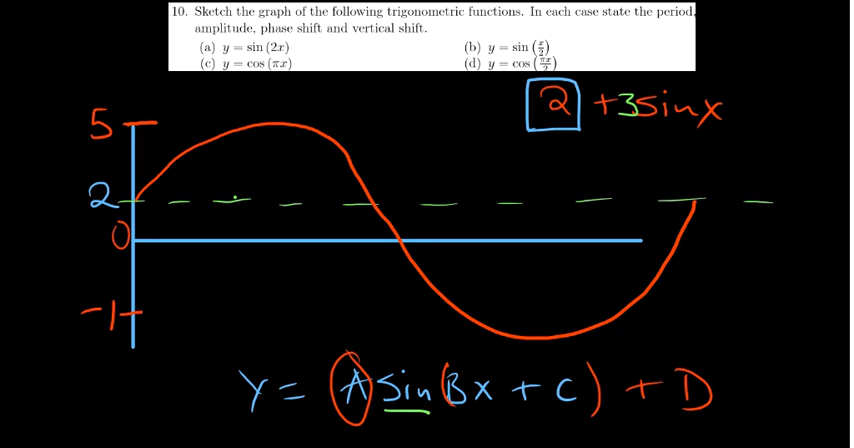 10. Sketch the graph of the following trigonometric functions. In each case state the period,
amplitude, phase shift and vertical shift.
(a) y = sin (2x) (b) y = sin (x/2)
(c) y = cos (πx) (d) y = cos (πx/2)
2 + 3sinx
5
2
0
-1
Y = A sin(Bx + C) + D